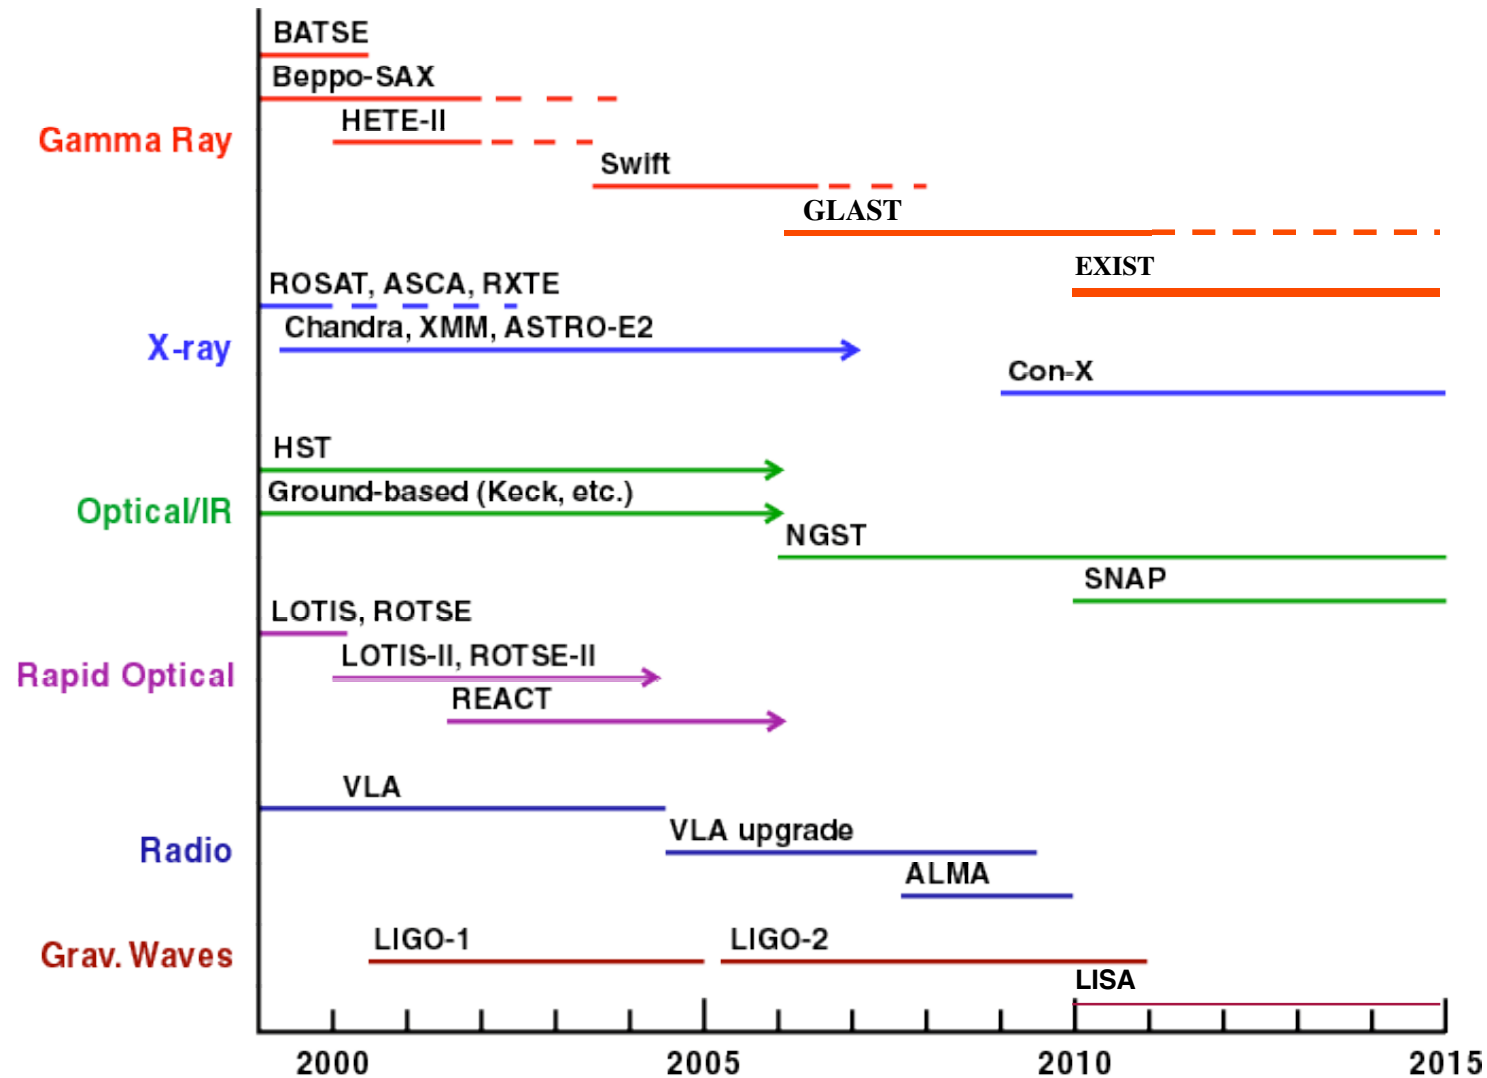 BATSE
Beppo-SAX
HETE-II
Gamma Ray
Swift
GLAST
EXIST
ROSAT, ASCA, RXTE
Chandra, XMM, ASTRO-E2
X-ray
Con-X
HST
Ground-based (Keck, etc.)
Optical/IR
NGST
SNAP
LOTIS, ROTSE
LOTIS-II, ROTSE-II
Rapid Optical
REACT
VLA
VLA upgrade
Radio
ALMA
LIGO-1 LIGO-2
Grav. Waves
LISA
2000 2005 2010 2015